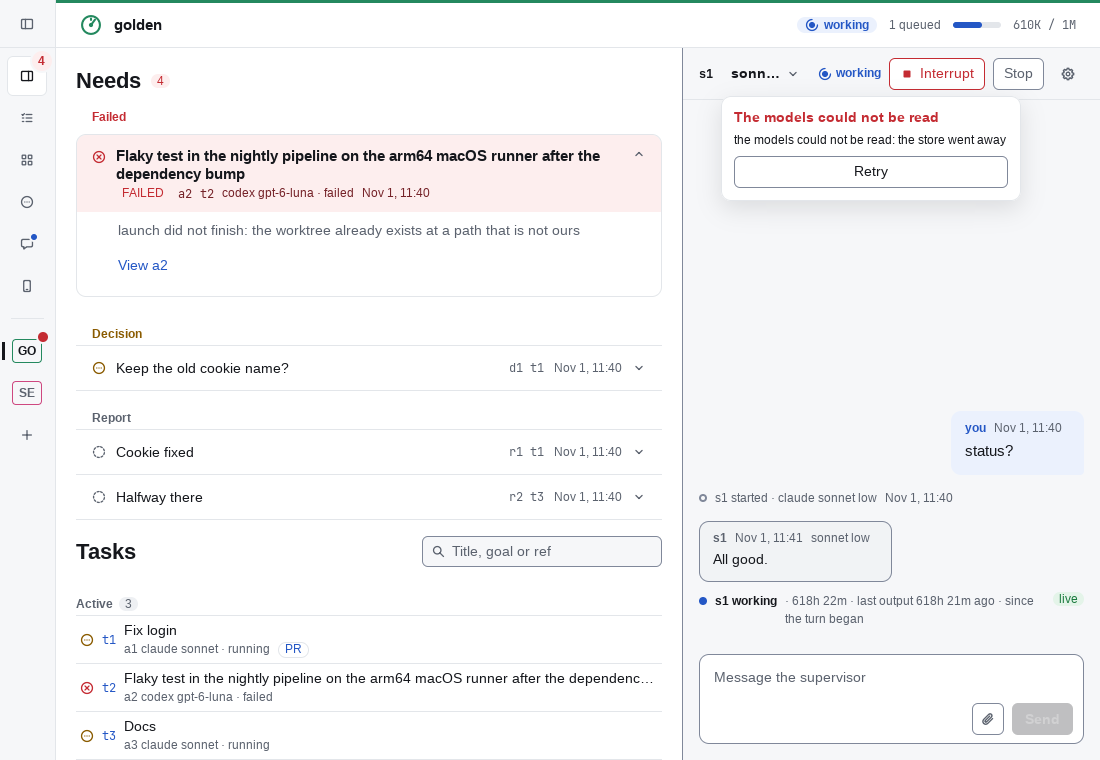 golden
working
1 queued
610K / 1M
4
Needs 4
Failed
Flaky test in the nightly pipeline on the arm64 macOS runner after the
dependency bump
FAILED a2 t2 codex gpt-6-luna · failed Nov 1, 11:40
launch did not finish: the worktree already exists at a path that is not ours
View a2
Decision
Keep the old cookie name? d1 t1 Nov 1, 11:40
Report
Cookie fixed r1 t1 Nov 1, 11:40
Halfway there r2 t3 Nov 1, 11:40
Tasks
Title, goal or ref
Active 3
t1 Fix login
a1 claude sonnet · running PR
t2 Flaky test in the nightly pipeline on the arm64 macOS runner after the dependenc…
a2 codex gpt-6-luna · failed
t3 Docs
a3 claude sonnet · running
GO
SE
s1 sonn… working Interrupt Stop
The models could not be read
the models could not be read: the store went away
Retry
you Nov 1, 11:40
status?
s1 started · claude sonnet low Nov 1, 11:40
s1 Nov 1, 11:41 sonnet low
All good.
s1 working · 618h 22m · last output 618h 21m ago · since
the turn began
live
Message the supervisor
Send